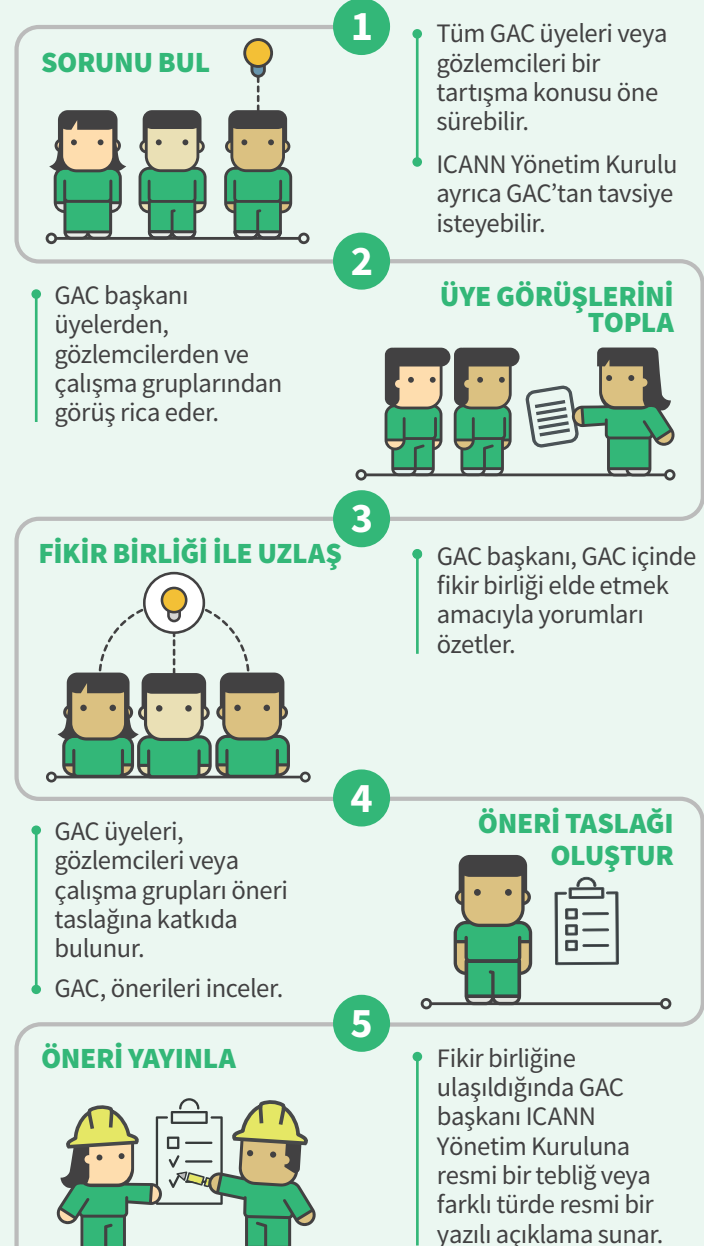 1
SORUNU BUL
Tüm GAC üyeleri veya
gözlemcileri bir
tartışma konusu öne
sürebilir.
ICANN Yönetim Kurulu
ayrıca GAC’tan tavsiye
isteyebilir.
2
ÜYE GÖRÜŞLERİNİ
TOPLA
GAC başkanı
üyelerden,
gözlemcilerden ve
çalışma gruplarından
görüş rica eder.
3
FİKİR BİRLİĞİ İLE UZLAŞ
GAC başkanı, GAC içinde
fikir birliği elde etmek
amacıyla yorumları
özetler.
4
ÖNERİ TASLAĞI
OLUŞTUR
GAC üyeleri,
gözlemcileri veya
çalışma grupları öneri
taslağına katkıda
bulunur.
GAC, önerileri inceler.
5
ÖNERİ YAYINLA
Fikir birliğine
ulaşıldığında GAC
başkanı ICANN
Yönetim Kuruluna
resmi bir tebliğ veya
farklı türde resmi bir
yazılı açıklama sunar.